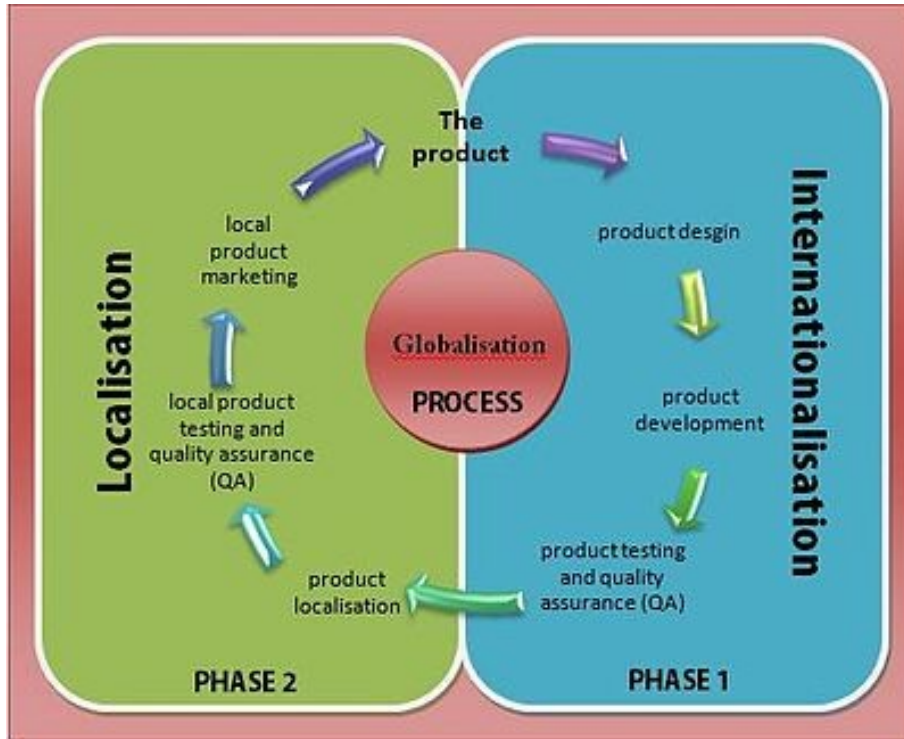 The
product
product desgin
product
development
product testing
and quality
assurance (QA)
product
localisation
local product
testing and
quality assurance
(QA)
local
product
marketing
Globalisation
PROCESS
Localisation
Internationalisation
PHASE 2
PHASE 1